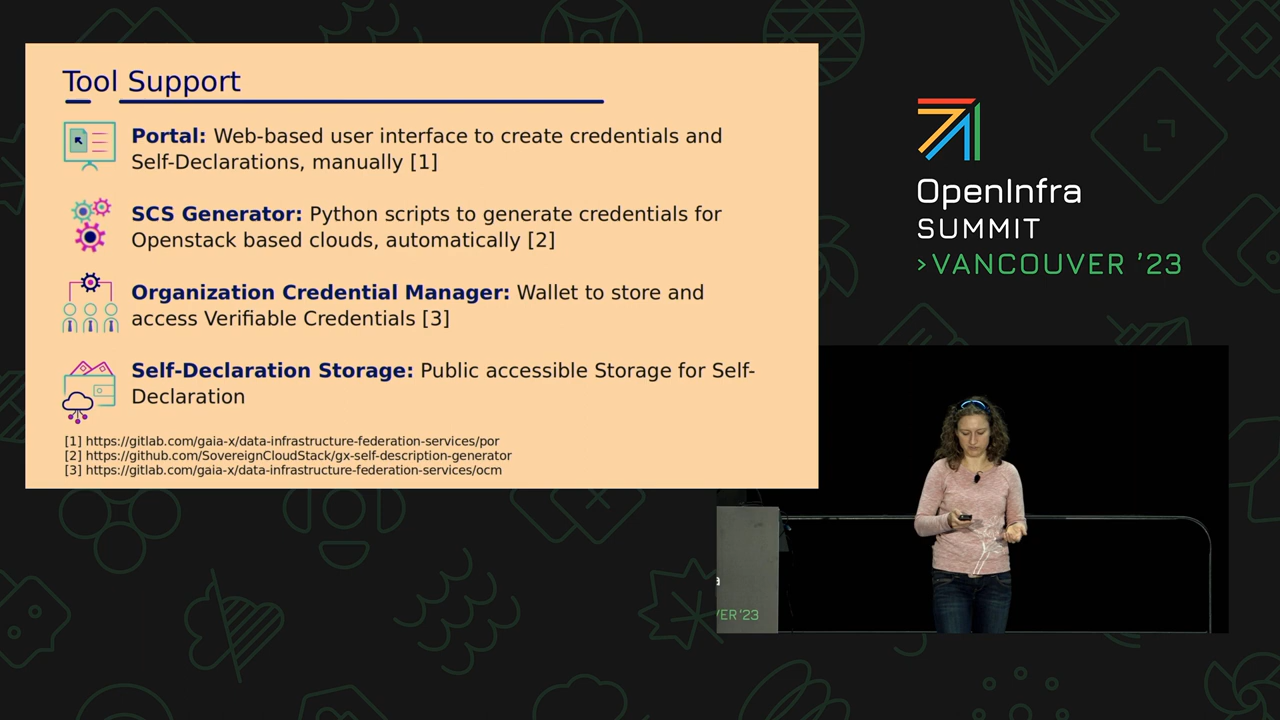 Tool Support
Portal: Web-based user interface to create credentials and
Self-Declarations, manually [1]
SCS Generator: Python scripts to generate credentials for
Openstack based clouds, automatically [2]
Organization Credential Manager: Wallet to store and
access Verifiable Credentials [3]
Self-Declaration Storage: Public accessible Storage for Self-
Declaration
[1] https://gitlab.com/gaia-x/data-infrastructure-federation-services/por
[2] https://github.com/SovereignCloudStack/gx-self-description-generator
[3] https://gitlab.com/gaia-x/data-infrastructure-federation-services/ocm
OpenInfra
SUMMIT
>VANCOUVER '23
a
VER '23